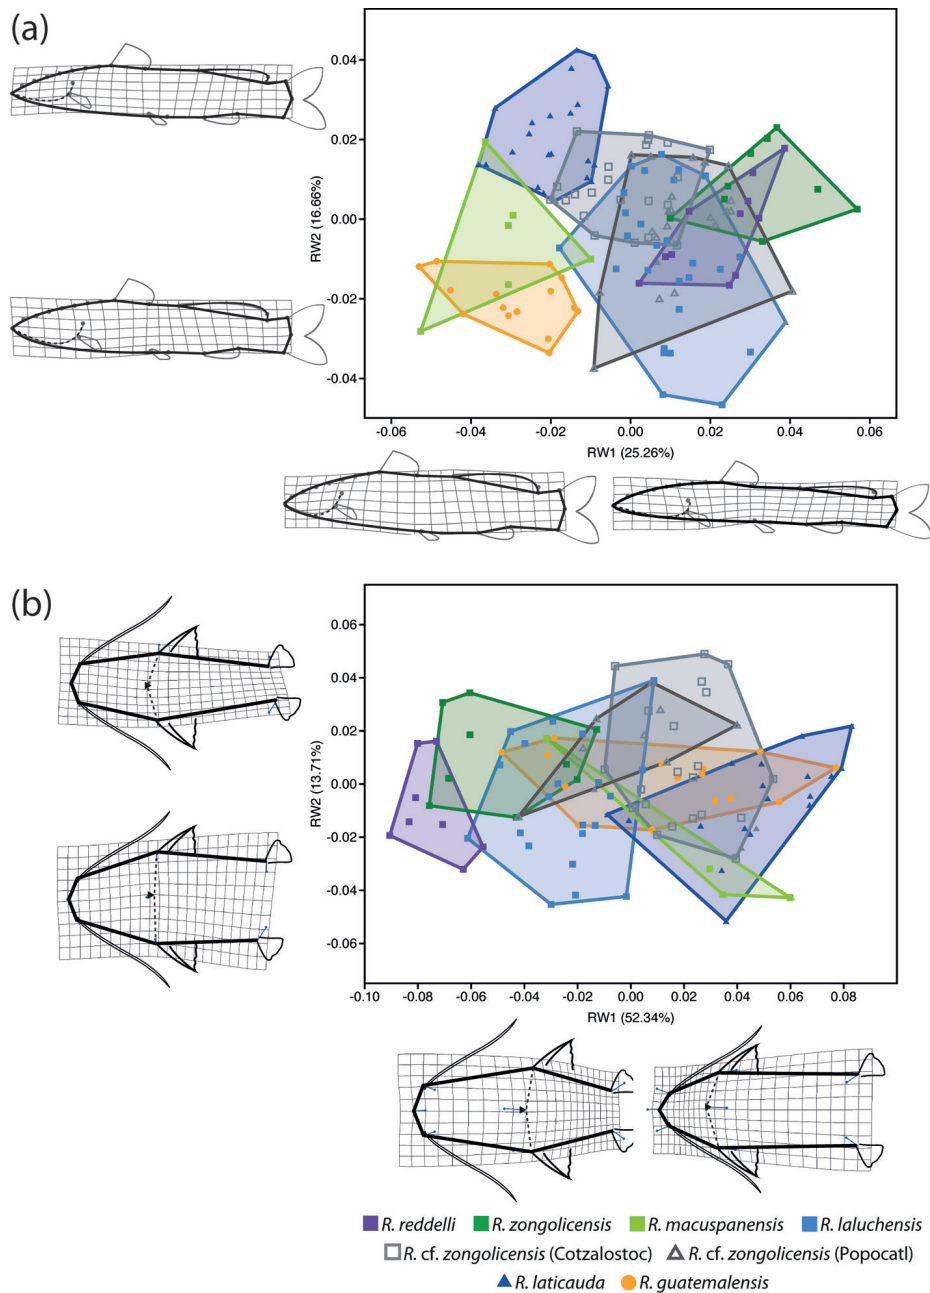 (a)
0.04
0.02
0.00
-0.02
-0.04
RW2 (16.66%)
-0.06 -0.04 -0.02 0.00 0.02 0.04 0.06
RW1 (25.26%)
(b)
0.06
0.04
0.02
0.00
-0.02
-0.04
-0.06
RW2 (13.71%)
-0.10 -0.08 -0.06 -0.04 -0.02 0.00 0.02 0.04 0.06 0.08
RW1 (52.34%)
R. reddelli R. zongolicensis R. macuspanensis R. laluchensis
R. cf. zongolicensis (Cotzalostoc) R. cf. zongolicensis (Popocatl)
R. laticauda R. guatemalensis